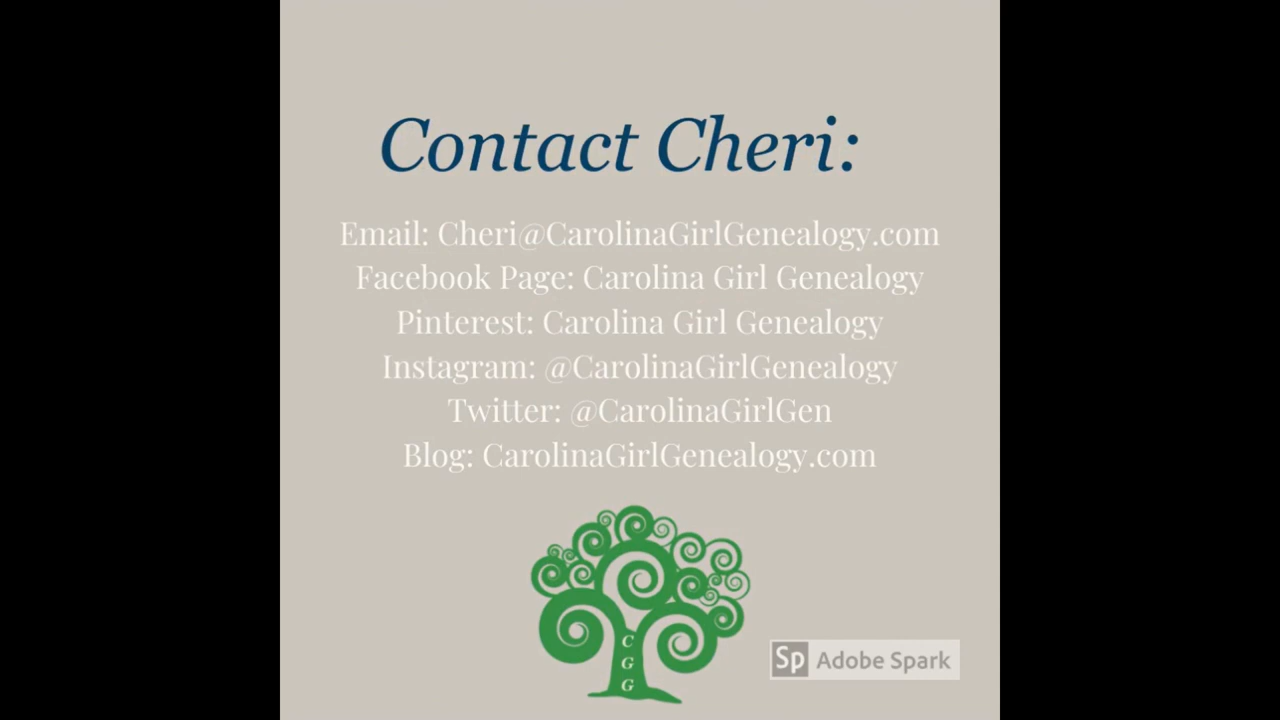 Contact Cheri:
Email: Cheri@CarolinaGirlGenealogy.com
Facebook Page: Carolina Girl Genealogy
Pinterest: Carolina Girl Genealogy
Instagram: @CarolinaGirlGenealogy
Twitter: @CarolinaGirlGen
Blog: CarolinaGirlGenealogy.com
C
G
G
Sp Adobe Spark